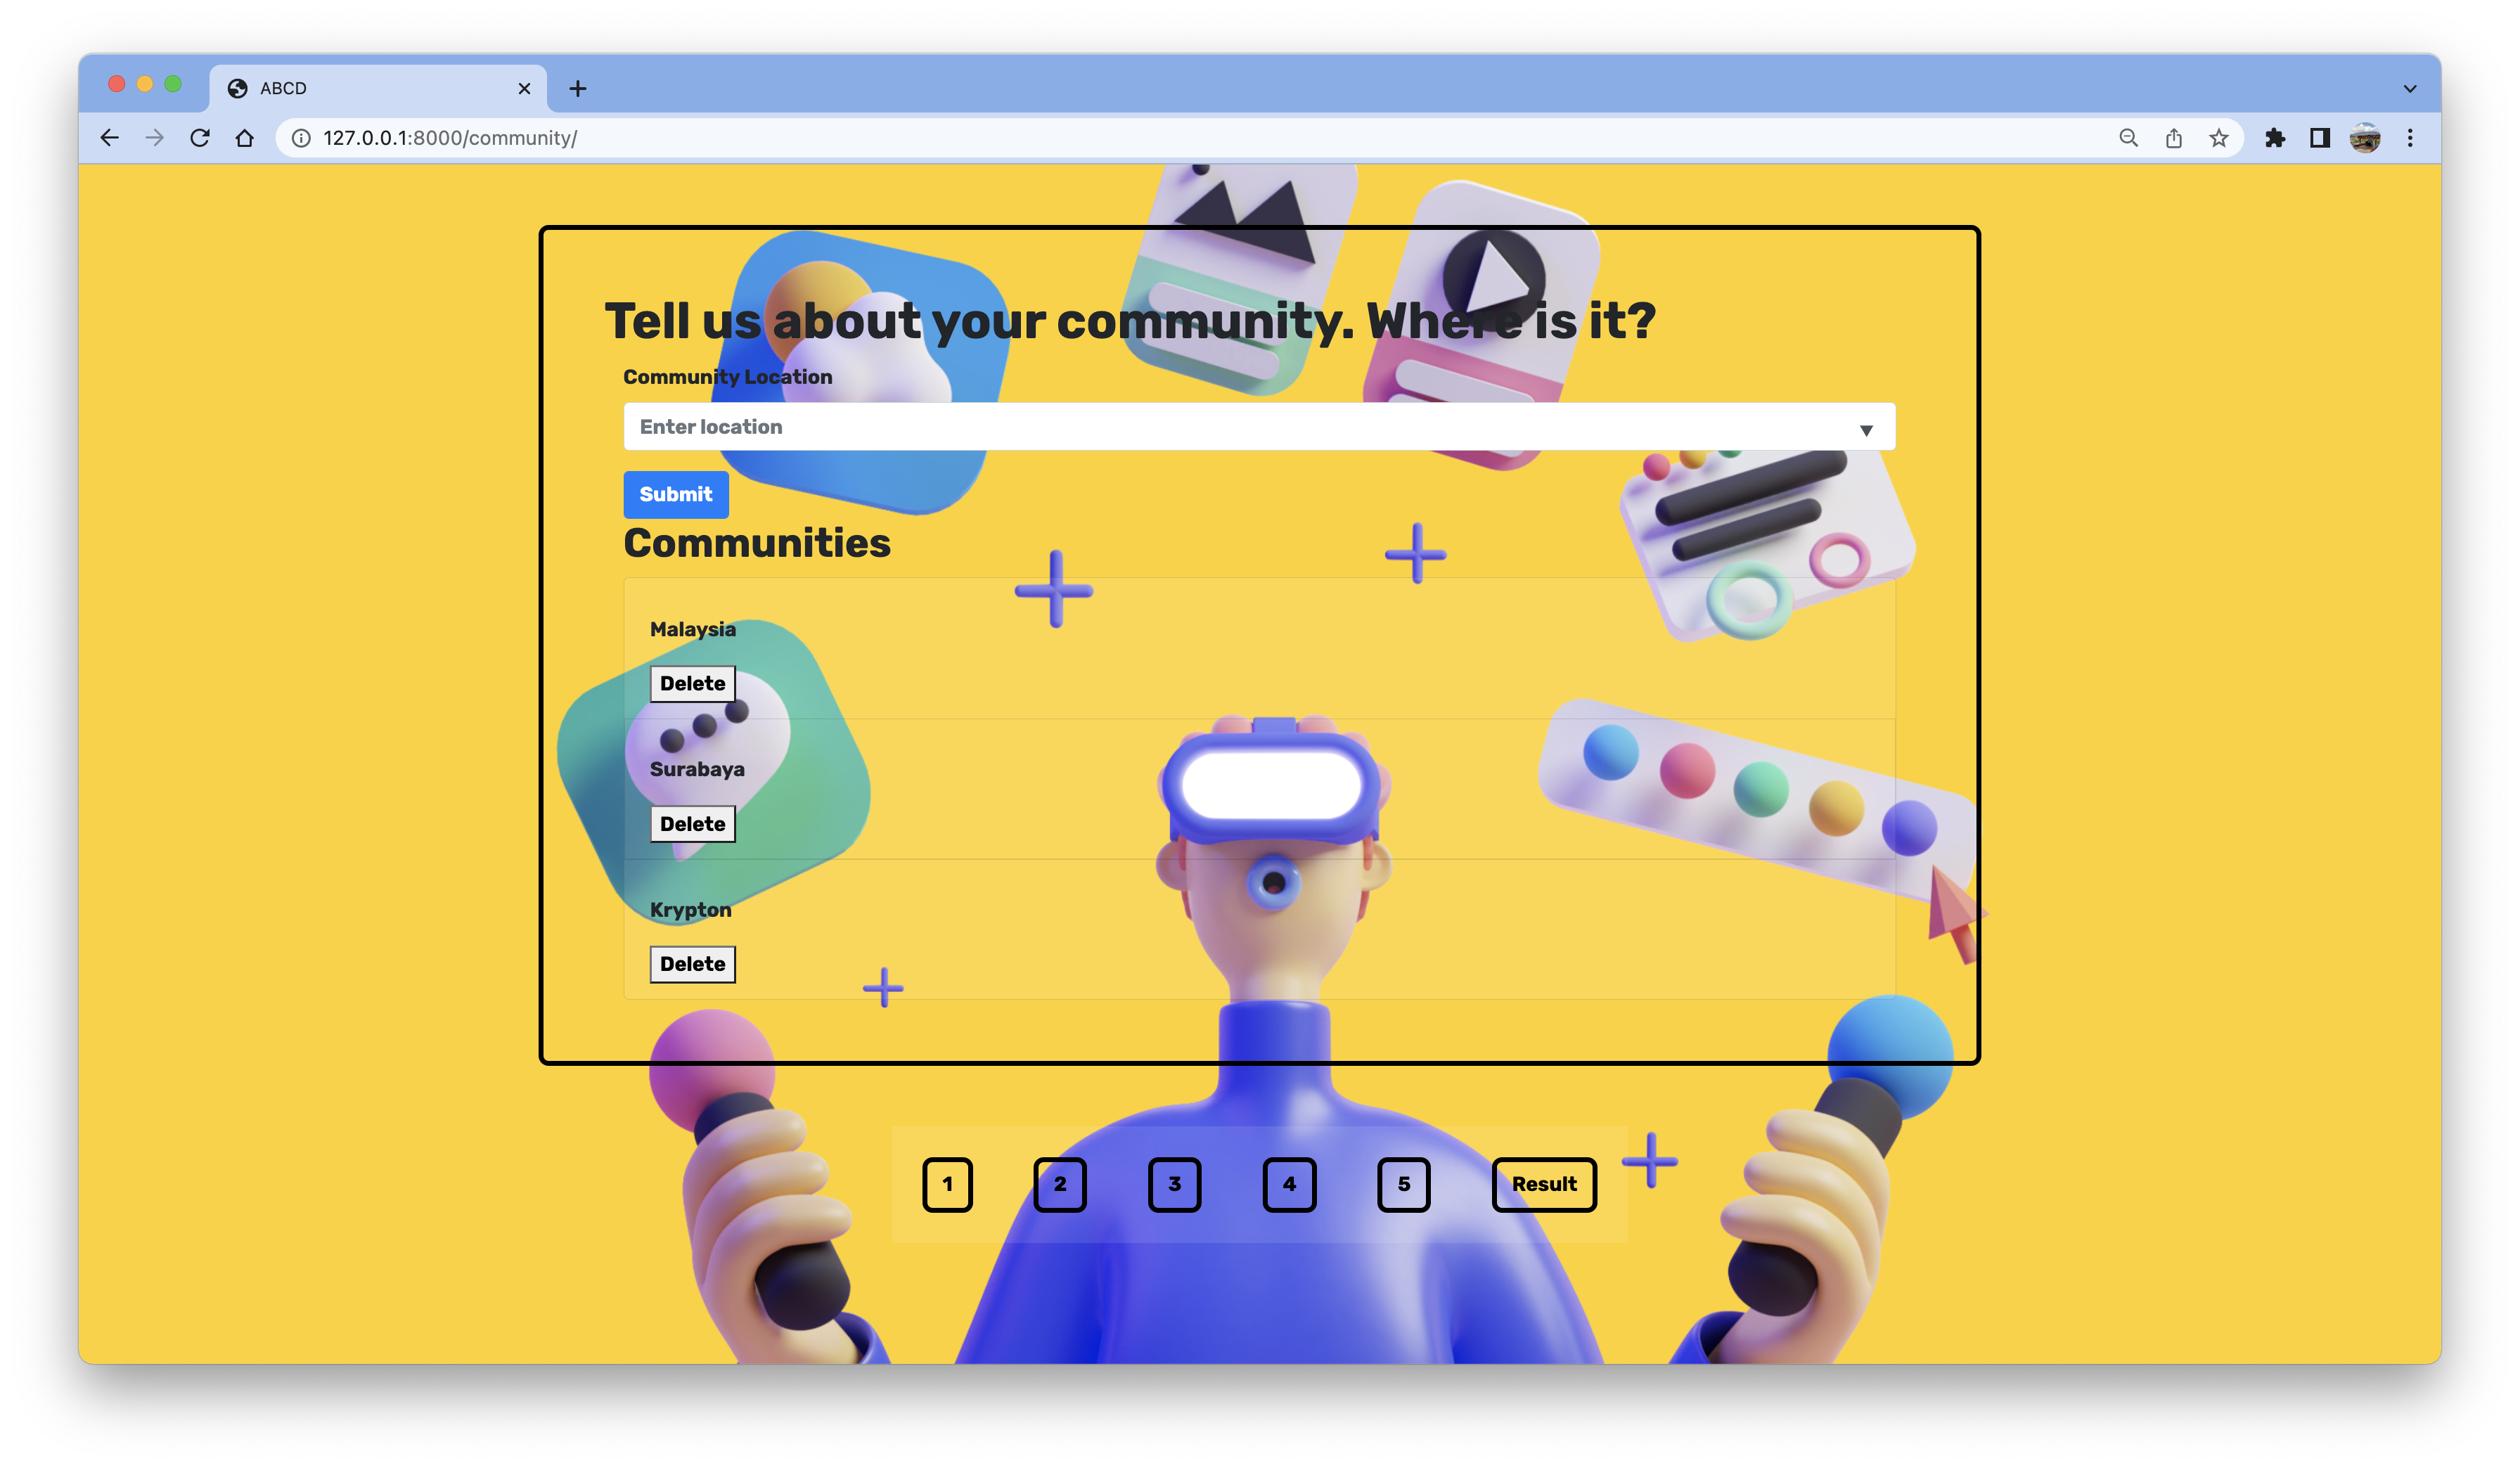 ABCD
127.0.0.1:8000/community/
Tell us about your community. Where is it?
Community Location
Enter location
Submit
Communities
Malaysia
Delete
Surabaya
Delete
Krypton
Delete
1 2 3 4 5 Result